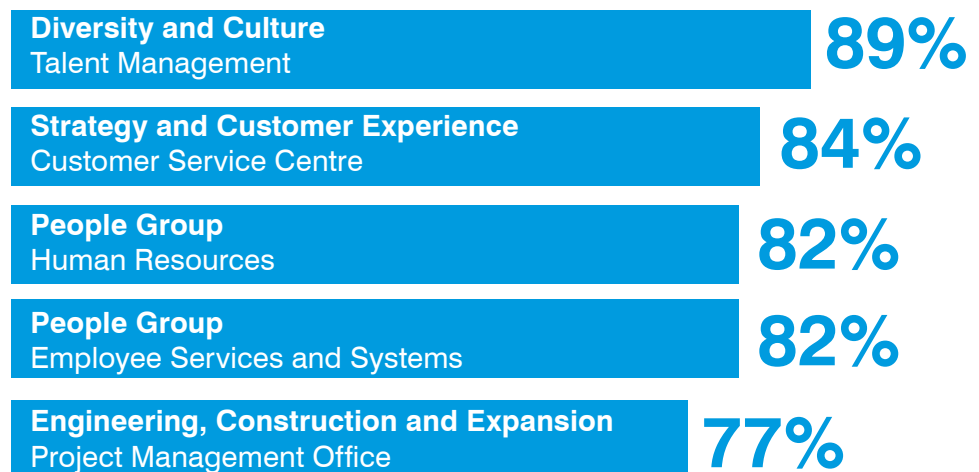 Diversity and Culture
Talent Management
89%
Strategy and Customer Experience
Customer Service Centre
84%
People Group
Human Resources
82%
People Group
Employee Services and Systems
82%
Engineering, Construction and Expansion
Project Management Office
77%